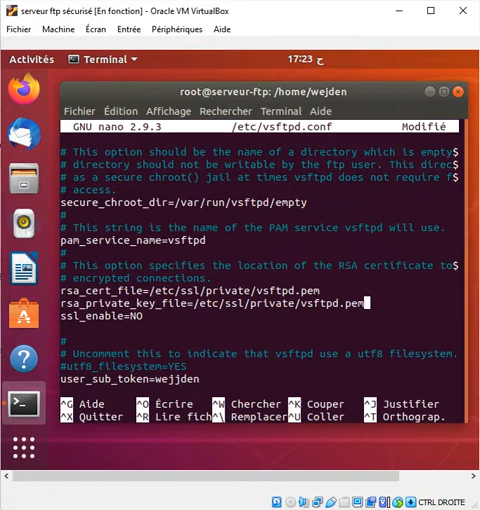 serveur ftp sécurisé [En fonction] - Oracle VM VirtualBox
Fichier Machine Écran Entrée Périphériques Aide
Activités Terminal ح 17:23
root@serveur-ftp: /home/wejden
Fichier Édition Affichage Rechercher Terminal Aide
GNU nano 2.9.3 /etc/vsftpd.conf Modifié
# This option should be the name of a directory which is empty$
# directory should not be writable by the ftp user. This direc$
# as a secure chroot() jail at times vsftpd does not require f$
# access.
secure_chroot_dir=/var/run/vsftpd/empty
#
# This string is the name of the PAM service vsftpd will use.
pam_service_name=vsftpd
#
# This option specifies the location of the RSA certificate to$
# encrypted connections.
rsa_cert_file=/etc/ssl/private/vsftpd.pem
rsa_private_key_file=/etc/ssl/private/vsftpd.pem
ssl_enable=NO
#
# Uncomment this to indicate that vsftpd use a utf8 filesystem.
#utf8_filesystem=YES
user_sub_token=wejjden
^G Aide ^O Écrire ^W Chercher ^K Couper ^J Justifier
^X Quitter ^R Lire fich ^\ Remplacer ^U Coller ^T Orthograp.
CTRL DROITE